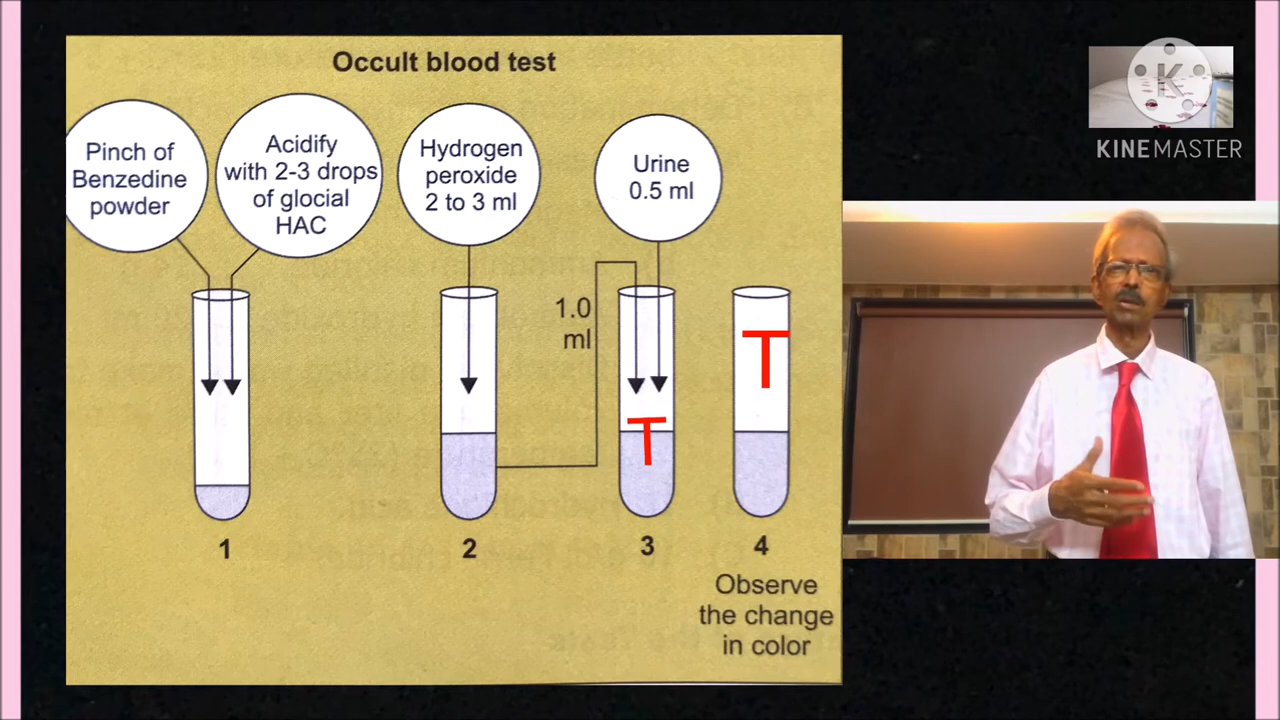 Occult blood test
Pinch of
Benzedine
powder
Acidify
with 2-3 drops
of glocial
HAC
Hydrogen
peroxide
2 to 3 ml
Urine
0.5 ml
1.0
ml
T
T
1
2
3
4
Observe
the change
in color
K
KINEMASTER